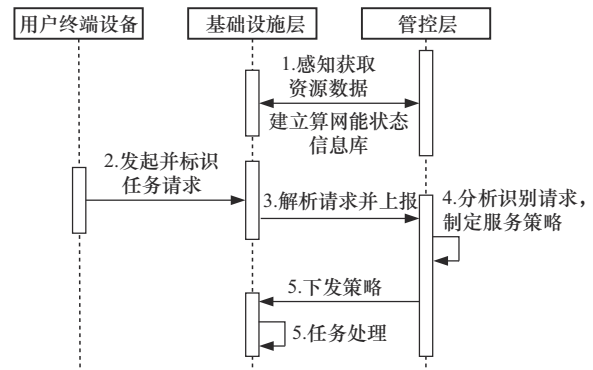 用户终端设备
基础设施层
管控层
1.感知获取
资源数据
建立算网能状态
信息库
2.发起并标识
任务请求
3.解析请求并上报
4.分析识别请求，
制定服务策略
5.下发策略
5.任务处理